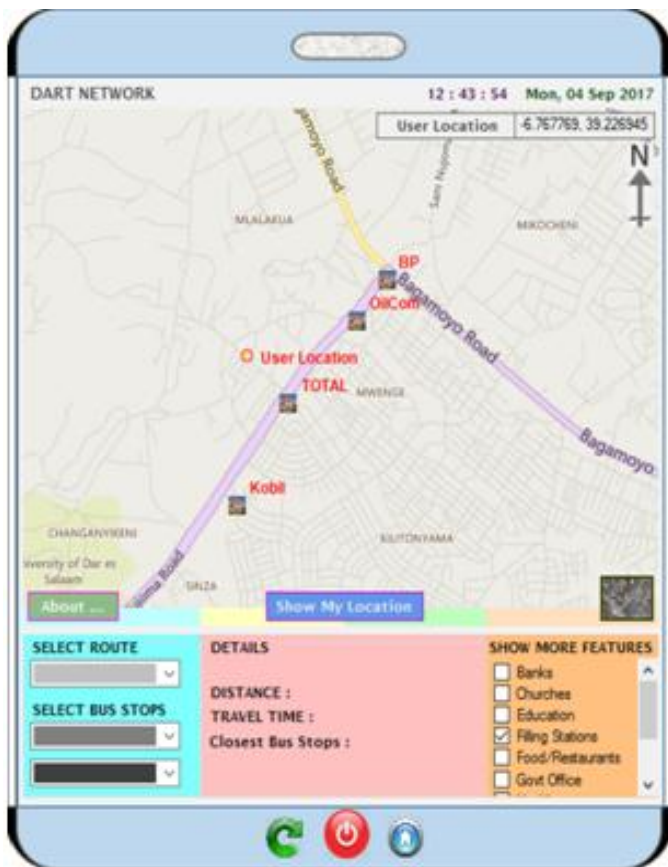 DART NETWORK
12 : 43 : 54 Mon, 04 Sep 2017
User Location -6.767769, 39.226945
N
Bagamoyo Road
MLALAKUA
MIKOCHENI
BP
OilCom
Bagamoyo Road
User Location
TOTAL
MWENGE
Bagamoyo
Kobil
CHANGANYIKENI
KIJITONYAMA
University of Dar es
Salaam
SINZA
Road
About ...
Show My Location
SELECT ROUTE
SELECT BUS STOPS
DETAILS
DISTANCE :
TRAVEL TIME :
Closest Bus Stops :
SHOW MORE FEATURES
Banks
Churches
Education
Filling Stations
Food/Restaurants
Govt Office